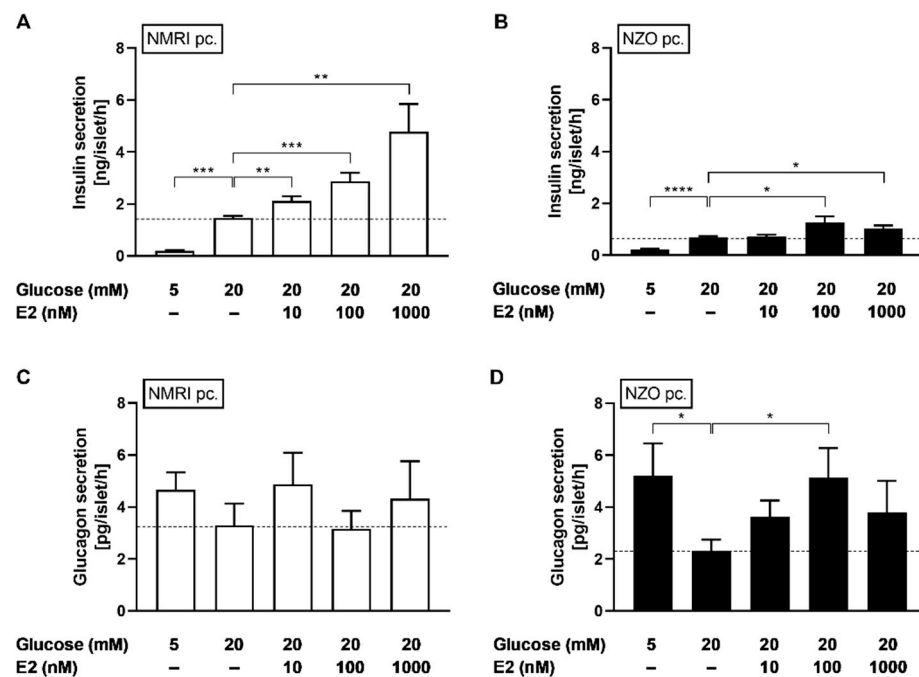 A
NMRI pc.
Insulin secretion
[ng/islet/h]
8
6
4
2
0
***
**
***
**
Glucose (mM) 5 20 20 20 20
E2 (nM) – – 10 100 1000
B
NZO pc.
Insulin secretion
[ng/islet/h]
8
6
4
2
0
****
*
*
Glucose (mM) 5 20 20 20 20
E2 (nM) – – 10 100 1000
C
NMRI pc.
Glucagon secretion
[pg/islet/h]
8
6
4
2
0
Glucose (mM) 5 20 20 20 20
E2 (nM) – – 10 100 1000
D
NZO pc.
Glucagon secretion
[pg/islet/h]
8
6
4
2
0
*
*
Glucose (mM) 5 20 20 20 20
E2 (nM) – – 10 100 1000